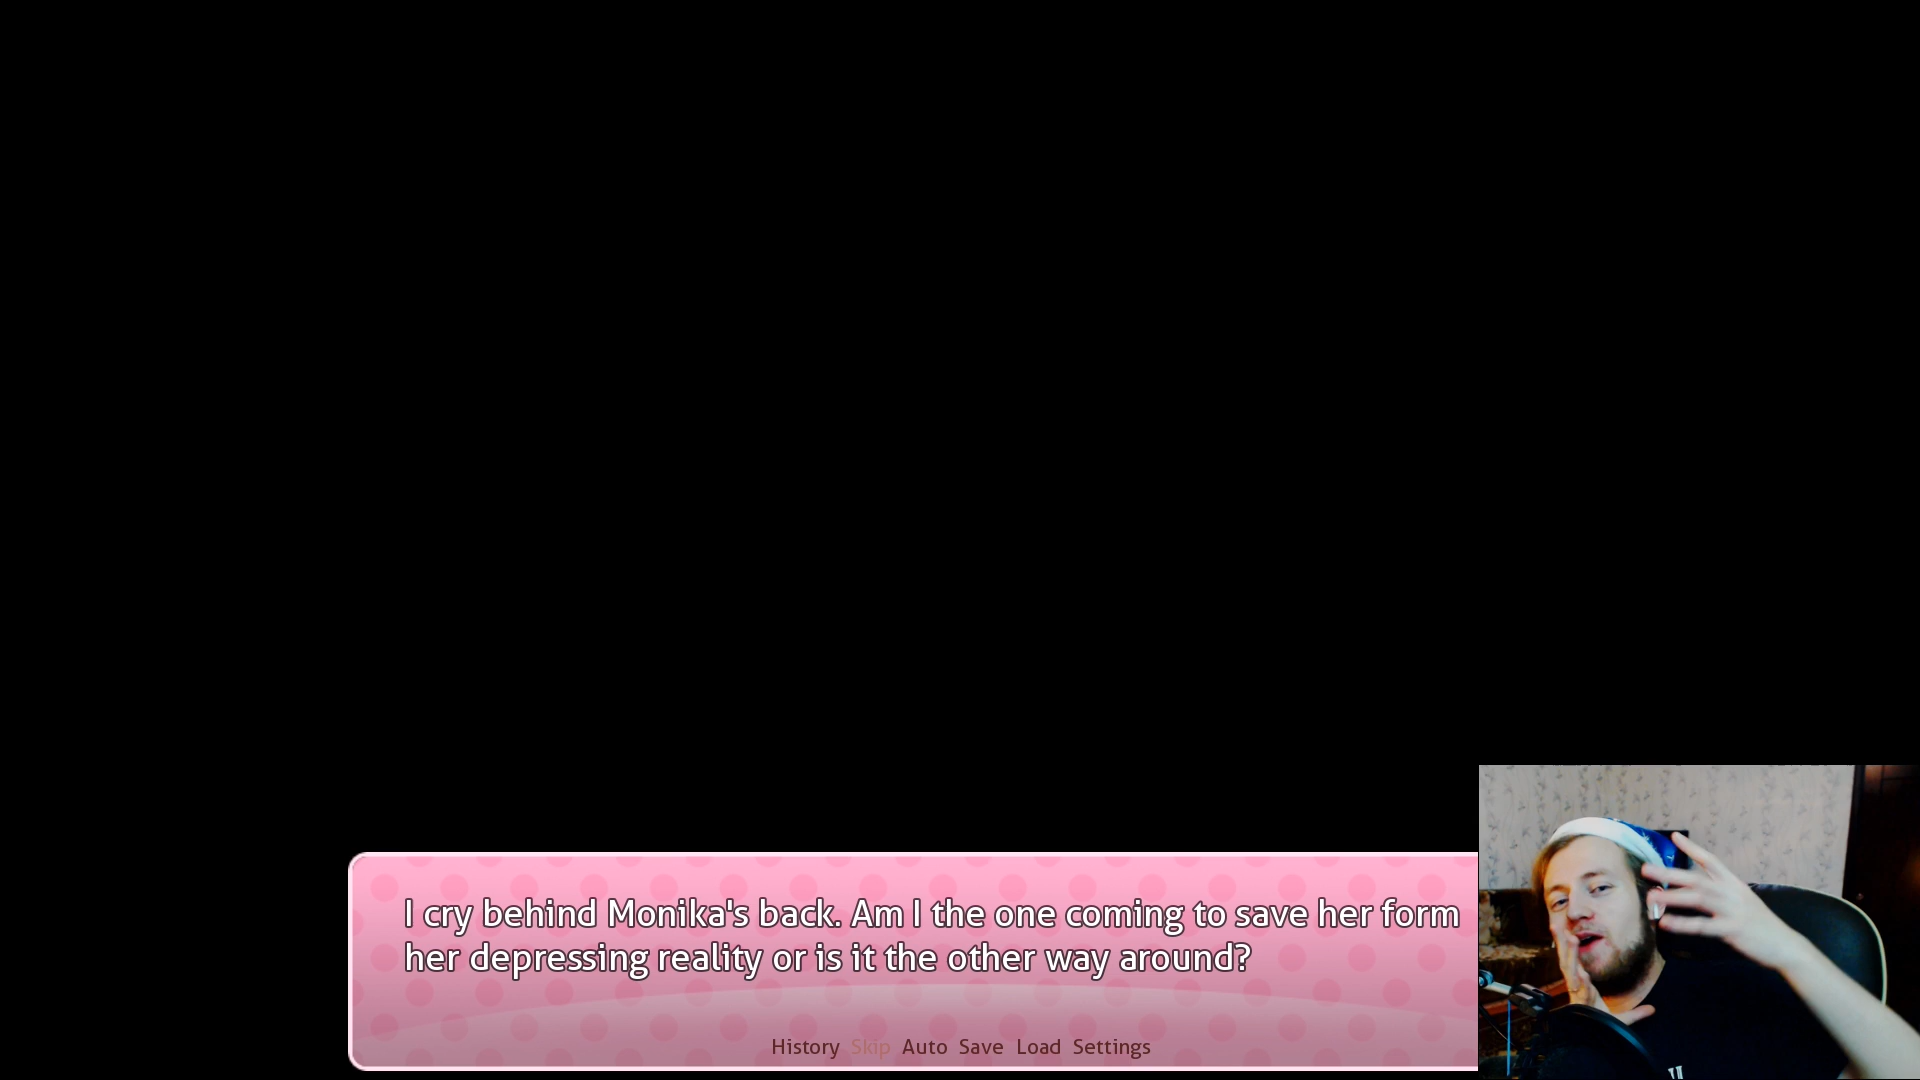 I cry behind Monika's back. Am I the one coming to save her form
her depressing reality or is it the other way around?
History Skip Auto Save Load Settings